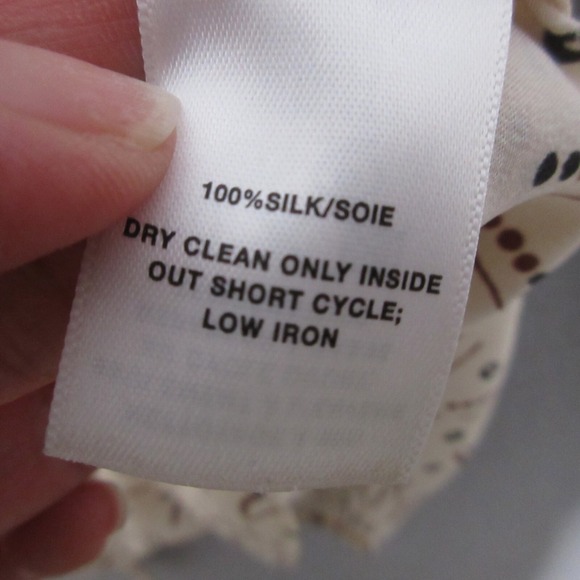 100%SILK/SOIE
DRY CLEAN ONLY INSIDE
OUT SHORT CYCLE;
LOW IRON